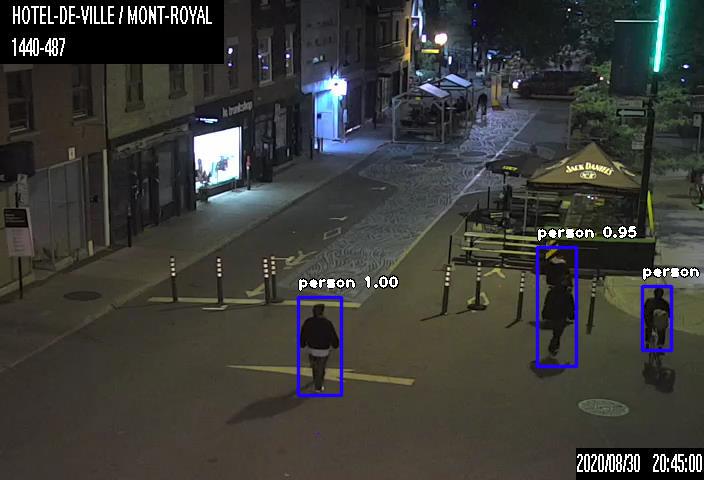 HOTEL-DE-VILLE / MONT-ROYAL
1440-487
JACK DANIEL'S
person 0.95
person
person 1.00
2020/08/30 20:45:00